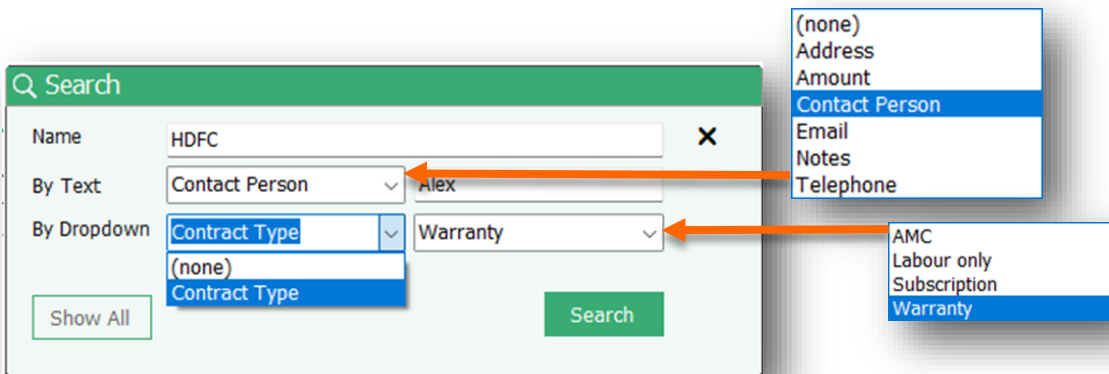 Search
Name HDFC
By Text Contact Person Alex
By Dropdown Contract Type Warranty
(none)
Contract Type
Show All Search
(none)
Address
Amount
Contact Person
Email
Notes
Telephone
AMC
Labour only
Subscription
Warranty